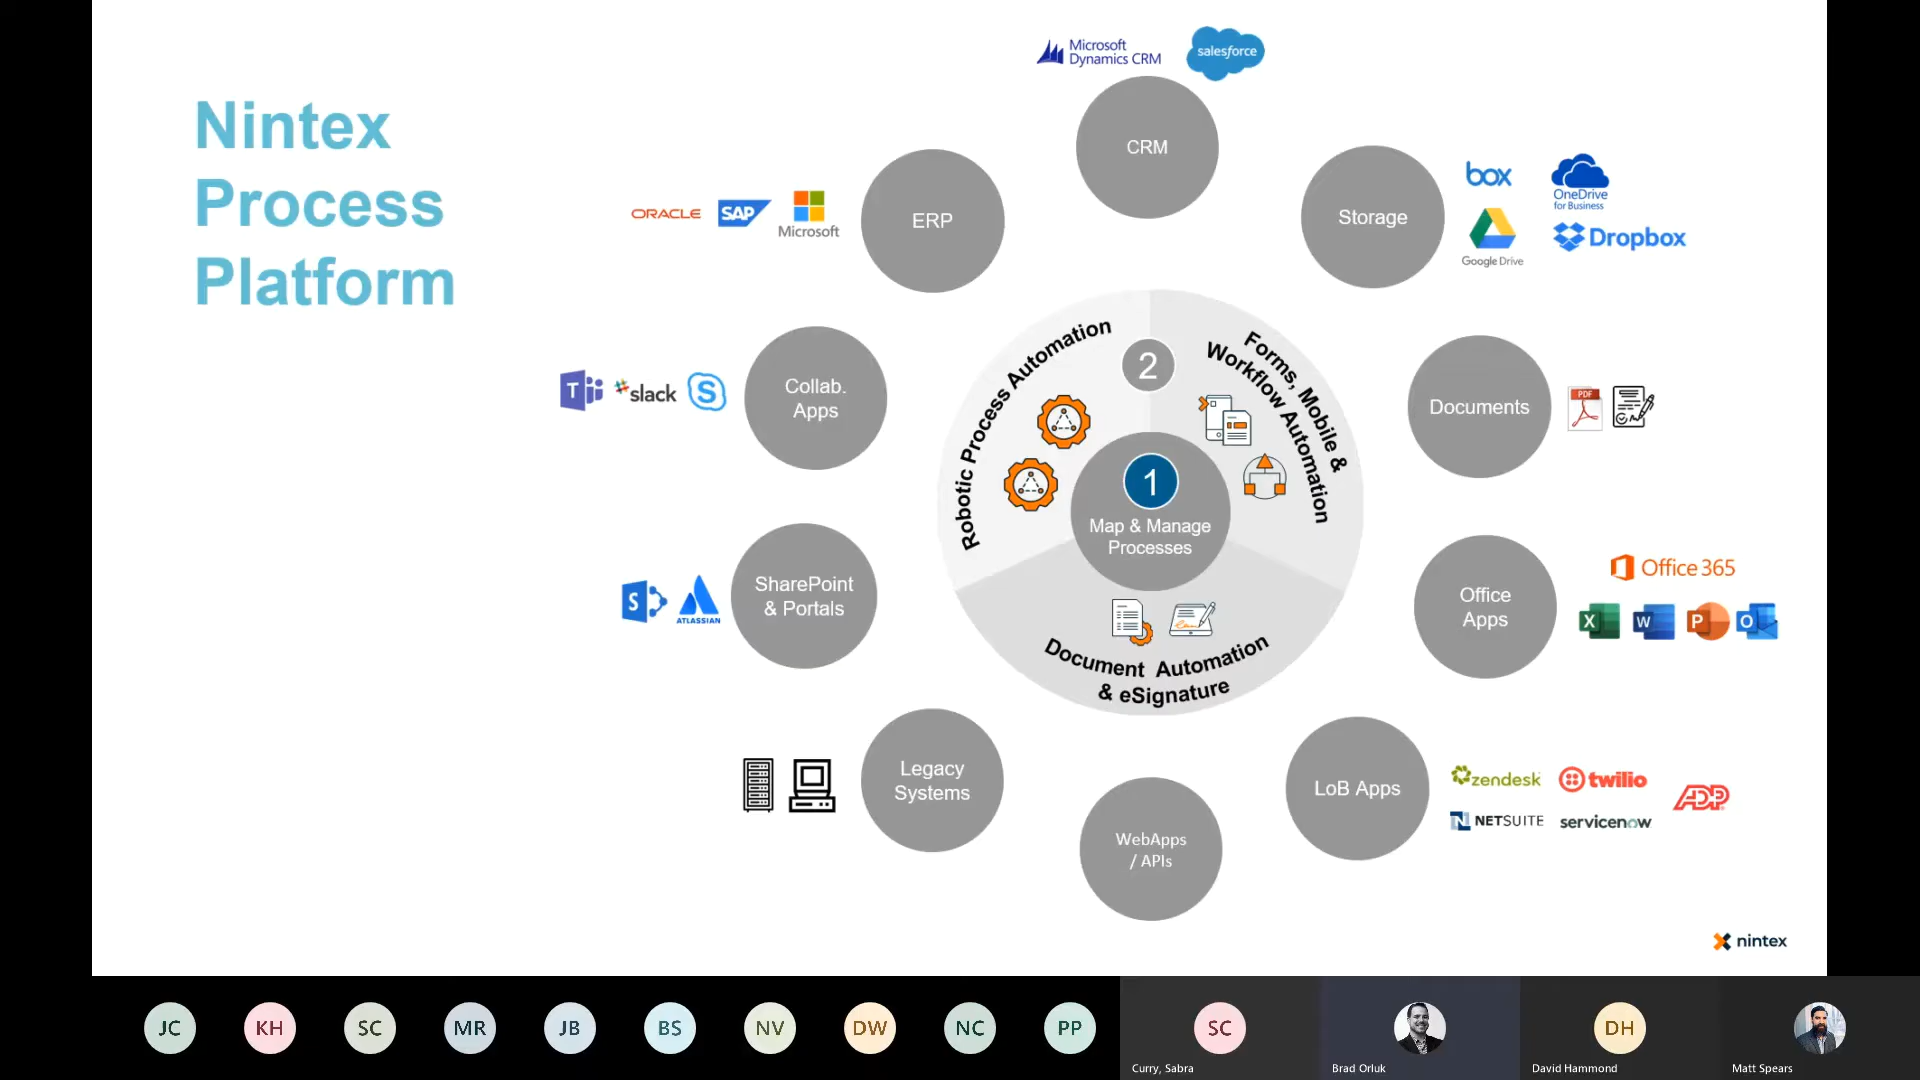 Nintex
Process
Platform
Microsoft
Dynamics CRM
salesforce
CRM
ORACLE
SAP
Microsoft
ERP
Storage
box
OneDrive
for Business
Google Drive
Dropbox
T
slack
S
Collab.
Apps
Robotic Process Automation
2
Forms, Mobile &
Workflow Automation
1
Map & Manage
Processes
Document Automation
& eSignature
Documents
PDF
S
ATLASSIAN
SharePoint
& Portals
Office
Apps
Office 365
X
W
P
O
Legacy
Systems
WebApps
/ APIs
LoB Apps
zendesk
twilio
ADP
N NETSUITE
servicenow
nintex
JC
KH
SC
MR
JB
BS
NV
DW
NC
PP
SC
DH
Curry, Sabra
Brad Orluk
David Hammond
Matt Spears